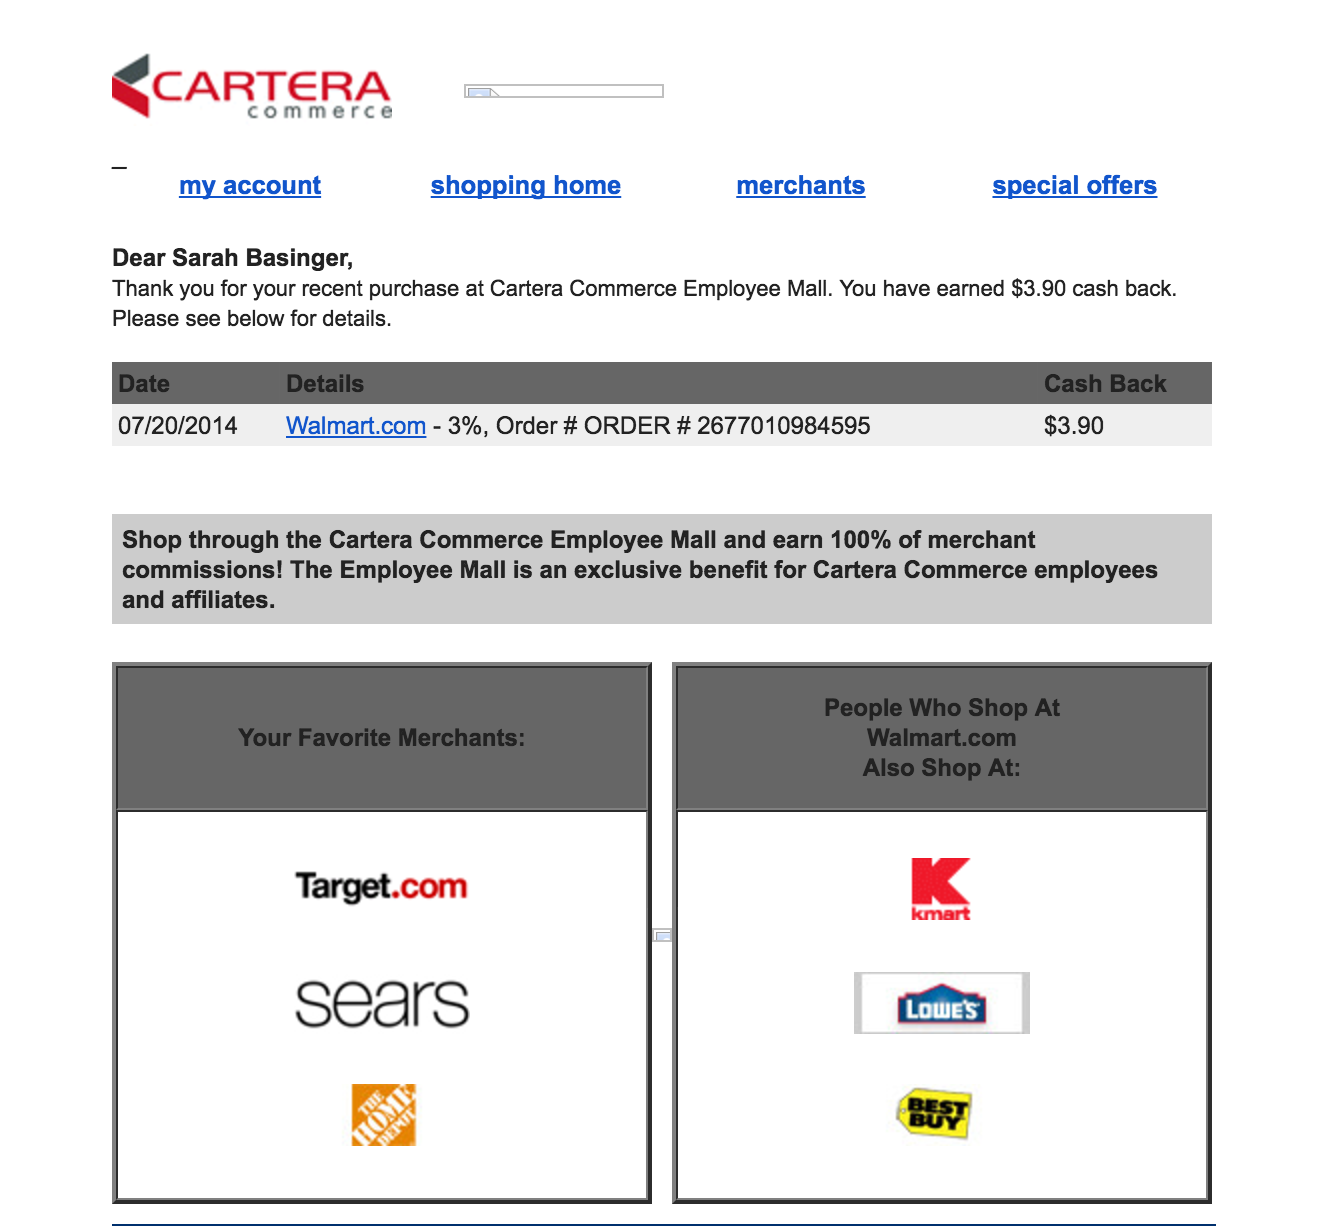 CARTERA
commerce
my account shopping home merchants special offers
Dear Sarah Basinger,
Thank you for your recent purchase at Cartera Commerce Employee Mall. You have earned $3.90 cash back.
Please see below for details.
Date Details Cash Back
07/20/2014 Walmart.com - 3%, Order # ORDER # 2677010984595 $3.90
Shop through the Cartera Commerce Employee Mall and earn 100% of merchant
commissions! The Employee Mall is an exclusive benefit for Cartera Commerce employees
and affiliates.
Your Favorite Merchants:
Target.com
sears
THE
HOME
DEPOT
People Who Shop At
Walmart.com
Also Shop At:
kmart
LOWE'S
BEST
BUY